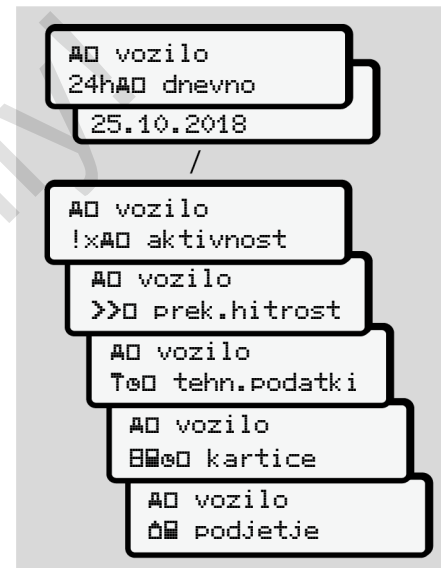 vozilo
24h dnevno
25.10.2018
/
vozilo
!x aktivnost
vozilo
>> prek.hitrost
vozilo
tehn.podatki
vozilo
kartice
vozilo
podjetje